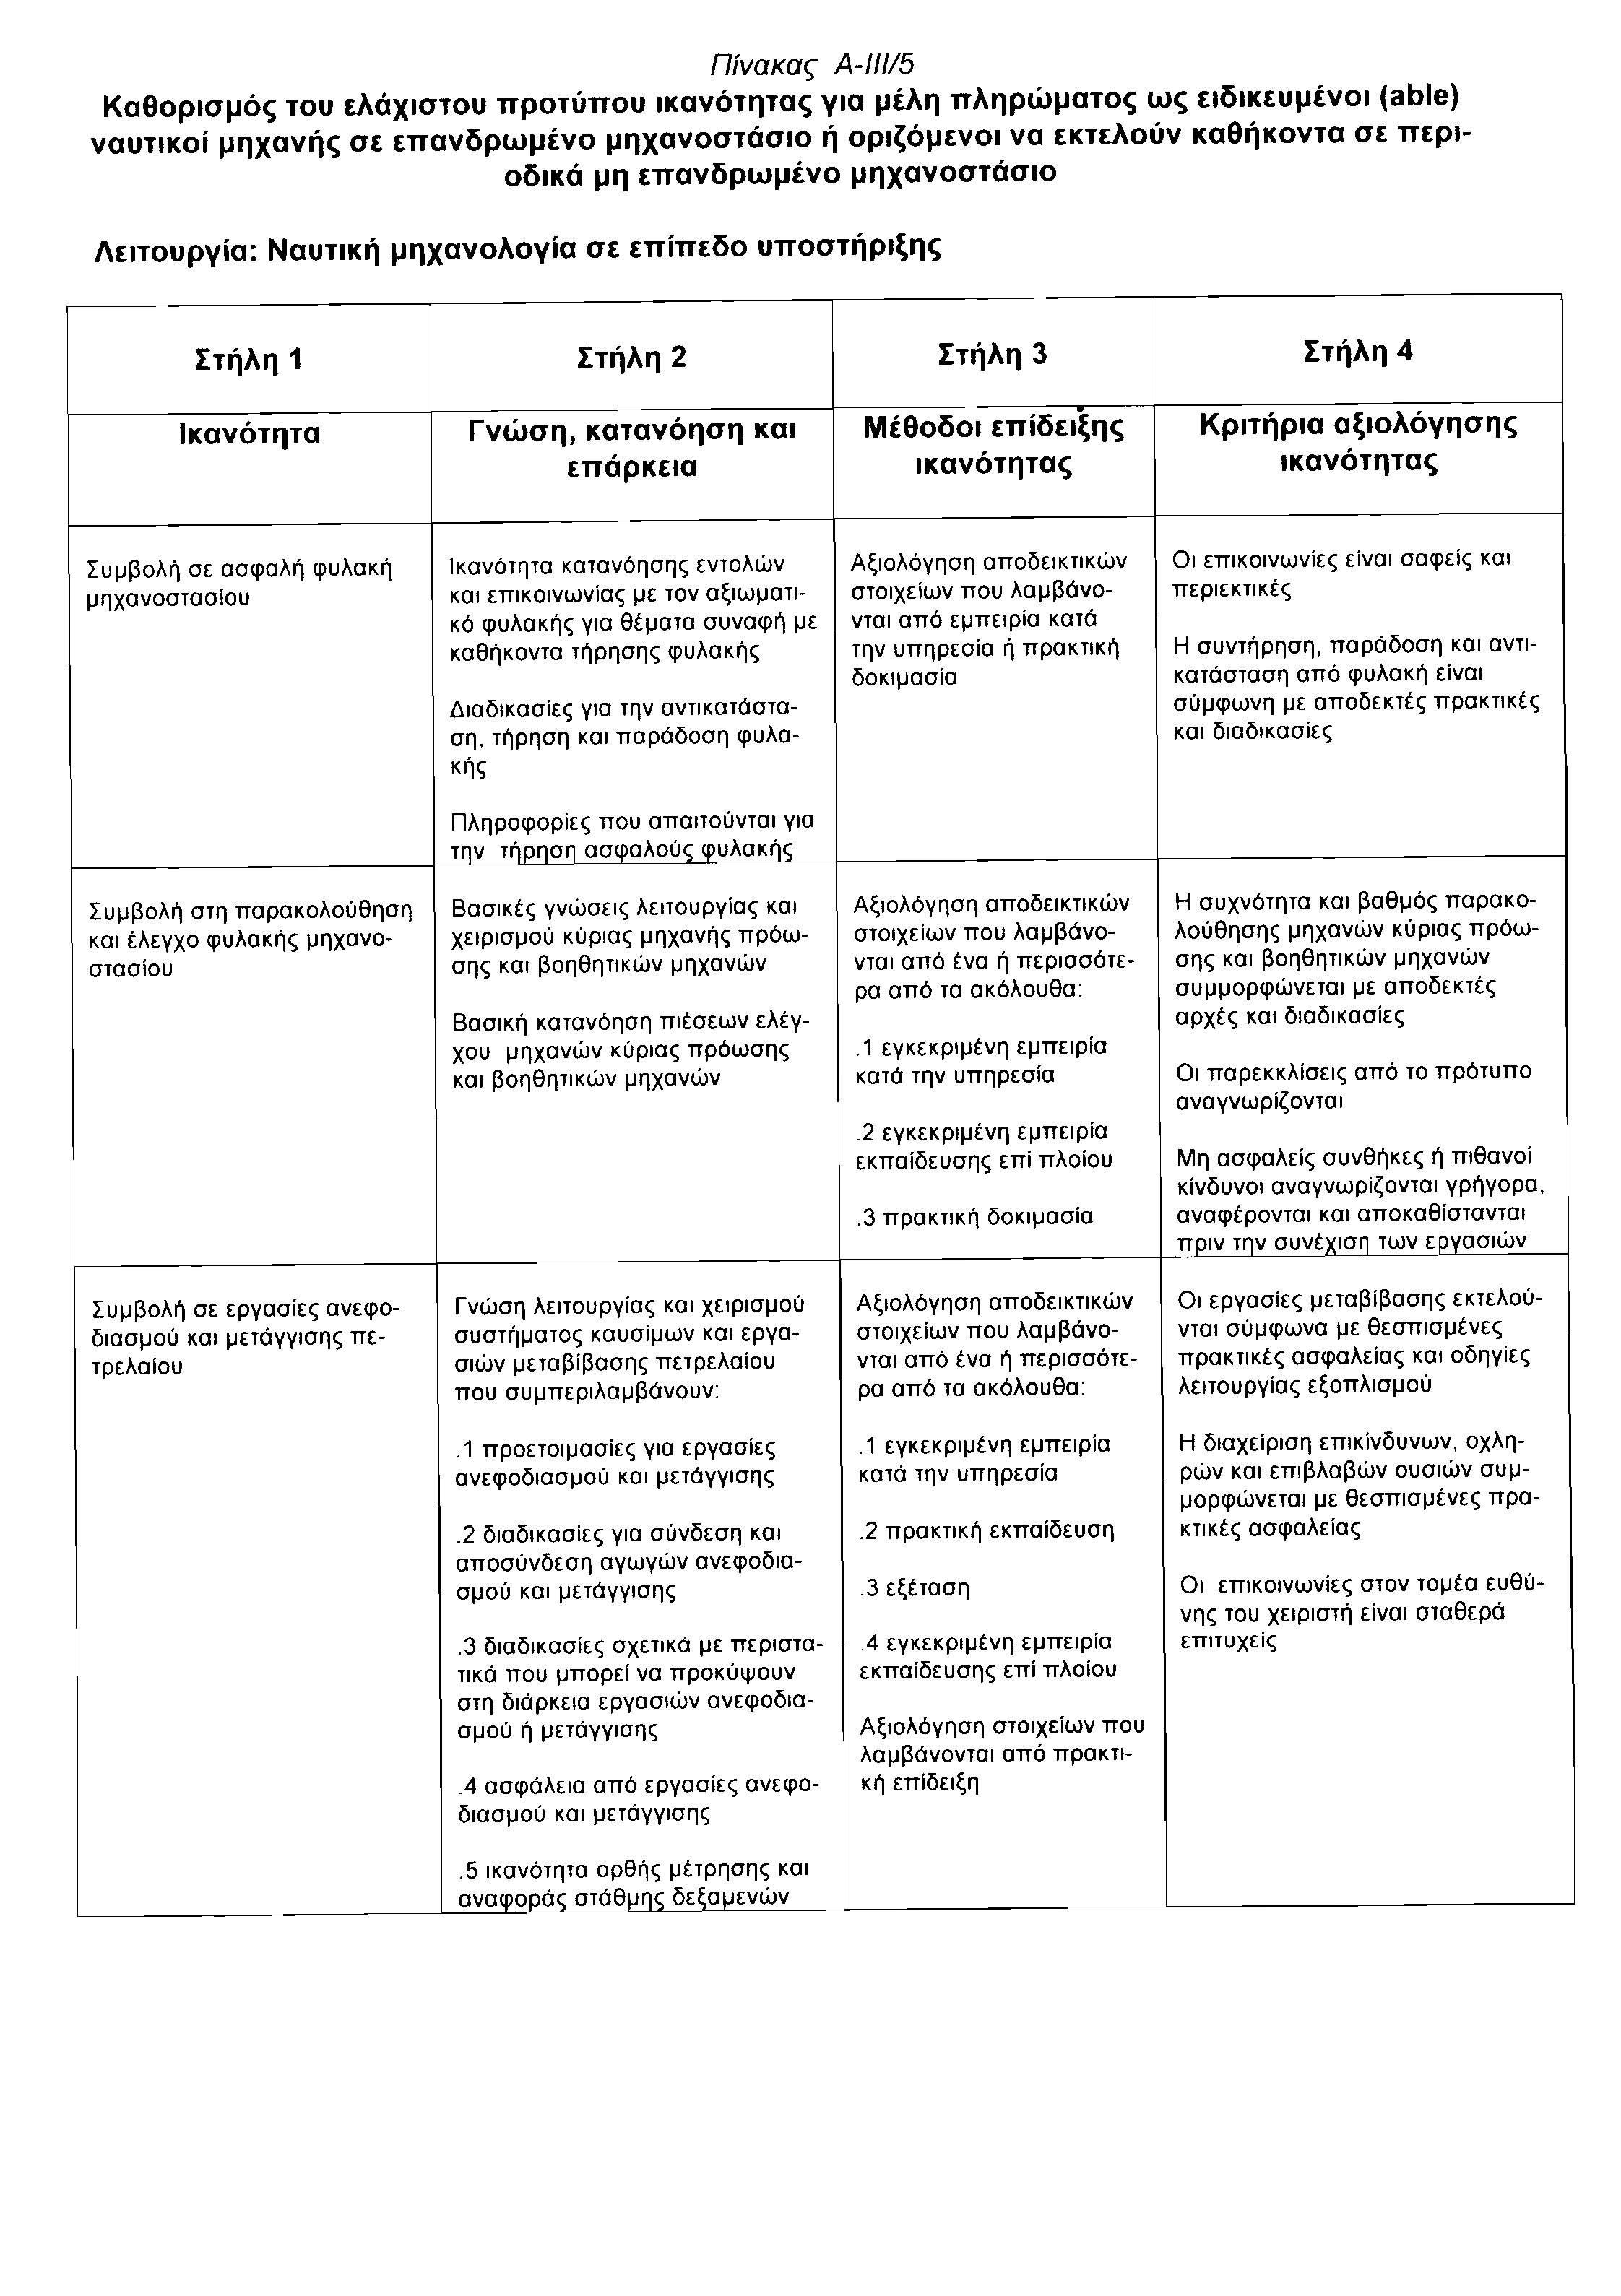 Πίνακας Α-ΙΙΙ/5
Καθορισμός του ελάχιστου προτύπου ικανότητας για μέλη πληρώματος ως ειδικευμένοι (able)
ναυτικοί μηχανής σε επανδρωμένο μηχανοστάσιο ή οριζόμενοι να εκτελούν καθήκοντα σε περι-
οδικά μη επανδρωμένο μηχανοστάσιο
Λειτουργία: Ναυτική μηχανολογία σε επίπεδο υποστήριξης
Στήλη 1
Στήλη 2
Στήλη 3
Στήλη 4
Ικανότητα
Γνώση, κατανόηση και
επάρκεια
Μέθοδοι επίδειξης
ικανότητας
Κριτήρια αξιολόγησης
ικανότητας
Συμβολή σε ασφαλή φυλακή
μηχανοστασίου
Ικανότητα κατανόησης εντολών
και επικοινωνίας με τον αξιωματι-
κό φυλακής για θέματα συναφή με
καθήκοντα τήρησης φυλακής
Διαδικασίες για την αντικατάστα-
ση, τήρηση και παράδοση φυλα-
κής
Πληροφορίες που απαιτούνται για
την τήρηση ασφαλούς φυλακής
Αξιολόγηση αποδεικτικών
στοιχείων που λαμβάνο-
νται από εμπειρία κατά
την υπηρεσία ή πρακτική
δοκιμασία
Οι επικοινωνίες είναι σαφείς και
περιεκτικές
Η συντήρηση, παράδοση και αντι-
κατάσταση από φυλακή είναι
σύμφωνη με αποδεκτές πρακτικές
και διαδικασίες
Συμβολή στη παρακολούθηση
και έλεγχο φυλακής μηχανο-
στασίου
Βασικές γνώσεις λειτουργίας και
χειρισμού κύριας μηχανής πρόω-
σης και βοηθητικών μηχανών
Βασική κατανόηση πιέσεων ελέγ-
χου μηχανών κύριας πρόωσης
και βοηθητικών μηχανών
Αξιολόγηση αποδεικτικών
στοιχείων που λαμβάνο-
νται από ένα ή περισσότε-
ρα από τα ακόλουθα:
.1 εγκεκριμένη εμπειρία
κατά την υπηρεσία
.2 εγκεκριμένη εμπειρία
εκπαίδευσης επί πλοίου
.3 πρακτική δοκιμασία
Η συχνότητα και βαθμός παρακο-
λούθησης μηχανών κύριας πρόω-
σης και βοηθητικών μηχανών
συμμορφώνεται με αποδεκτές
αρχές και διαδικασίες
Οι παρεκκλίσεις από το πρότυπο
αναγνωρίζονται
Μη ασφαλείς συνθήκες ή πιθανοί
κίνδυνοι αναγνωρίζονται γρήγορα,
αναφέρονται και αποκαθίστανται
πριν την συνέχιση των εργασιών
Συμβολή σε εργασίες ανεφο-
διασμού και μετάγγισης πε-
τρελαίου
Γνώση λειτουργίας και χειρισμού
συστήματος καυσίμων και εργα-
σιών μεταβίβασης πετρελαίου
που συμπεριλαμβάνουν:
.1 προετοιμασίες για εργασίες
ανεφοδιασμού και μετάγγισης
.2 διαδικασίες για σύνδεση και
αποσύνδεση αγωγών ανεφοδια-
σμού και μετάγγισης
.3 διαδικασίες σχετικά με περιστα-
τικά που μπορεί να προκύψουν
στη διάρκεια εργασιών ανεφοδια-
σμού ή μετάγγισης
.4 ασφάλεια από εργασίες ανεφο-
διασμού και μετάγγισης
.5 ικανότητα ορθής μέτρησης και
αναφοράς στάθμης δεξαμενών
Αξιολόγηση αποδεικτικών
στοιχείων που λαμβάνο-
νται από ένα ή περισσότε-
ρα από τα ακόλουθα:
.1 εγκεκριμένη εμπειρία
κατά την υπηρεσία
.2 πρακτική εκπαίδευση
.3 εξέταση
.4 εγκεκριμένη εμπειρία
εκπαίδευσης επί πλοίου
Αξιολόγηση στοιχείων που
λαμβάνονται από πρακτι-
κή επίδειξη
Οι εργασίες μεταβίβασης εκτελού-
νται σύμφωνα με θεσπισμένες
πρακτικές ασφαλείας και οδηγίες
λειτουργίας εξοπλισμού
Η διαχείριση επικίνδυνων, οχλη-
ρών και επιβλαβών ουσιών συμ-
μορφώνεται με θεσπισμένες πρα-
κτικές ασφαλείας
Οι επικοινωνίες στον τομέα ευθύ-
νης του χειριστή είναι σταθερά
επιτυχείς